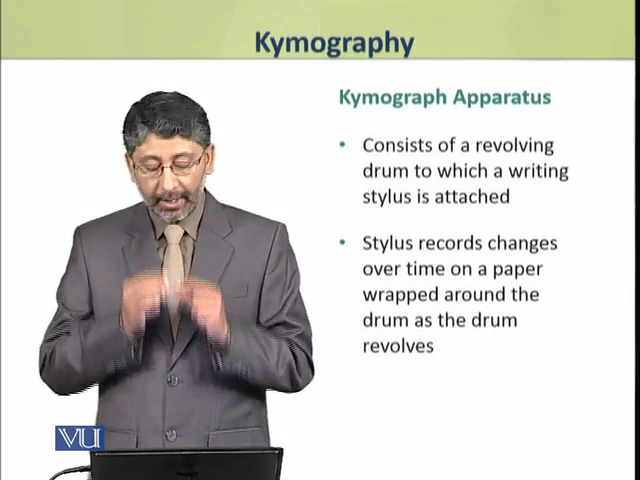 Kymography
Kymograph Apparatus
• Consists of a revolving
drum to which a writing
stylus is attached
• Stylus records changes
over time on a paper
wrapped around the
drum as the drum
revolves
VU